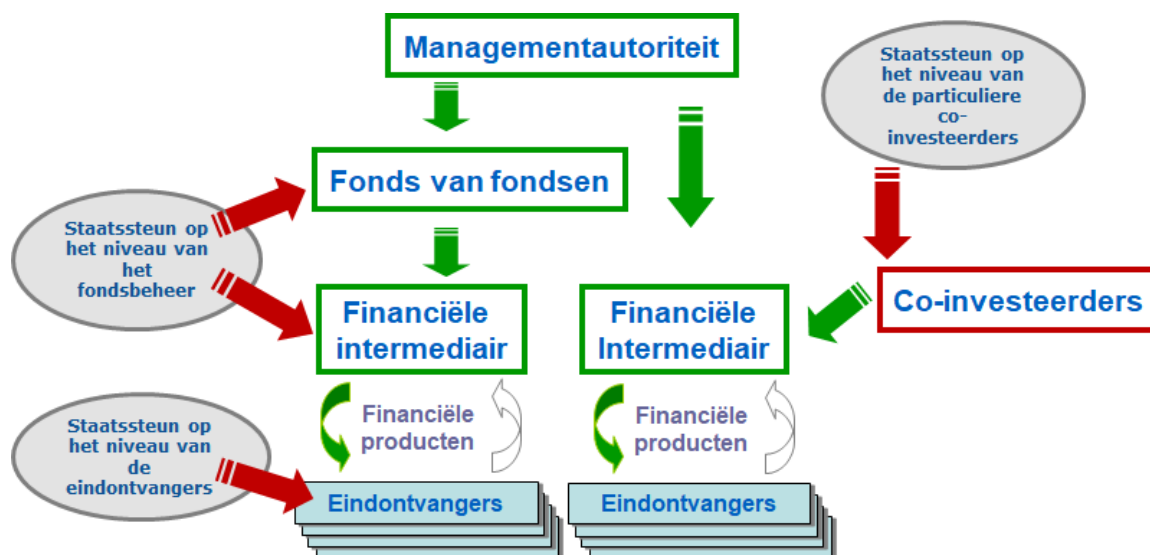 Managementautoriteit
Staatssteun op
het niveau van
de particuliere
co-
investeerders
Fonds van fondsen
Staatssteun op
het niveau van
het
fondsbeheer
Co-investeerders
Financiële
intermediair
Financiële
Intermediair
Financiële
producten
Financiële
producten
Staatssteun op
het niveau van
de
eindontvangers
Eindontvangers
Eindontvangers